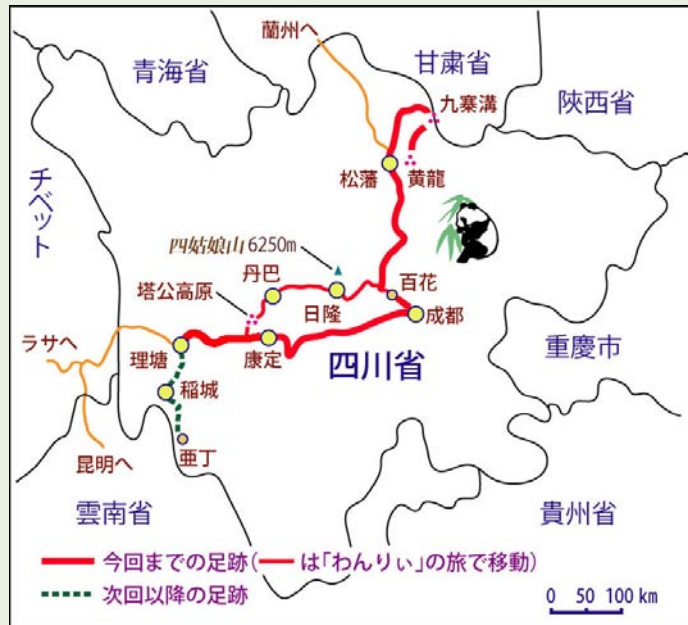 蘭州へ
青海省
甘粛省
九寨溝
陝西省
チベット
松藩
黄龍
四姑娘山 6250m
丹巴
塔公高原
百花
日隆
成都
ラサへ
理塘
康定
四川省
重慶市
稲城
昆明へ
亜丁
雲南省
貴州省
今回までの足跡(━は「わんりぃ」の旅で移動)
次回以降の足跡
0 50 100 km